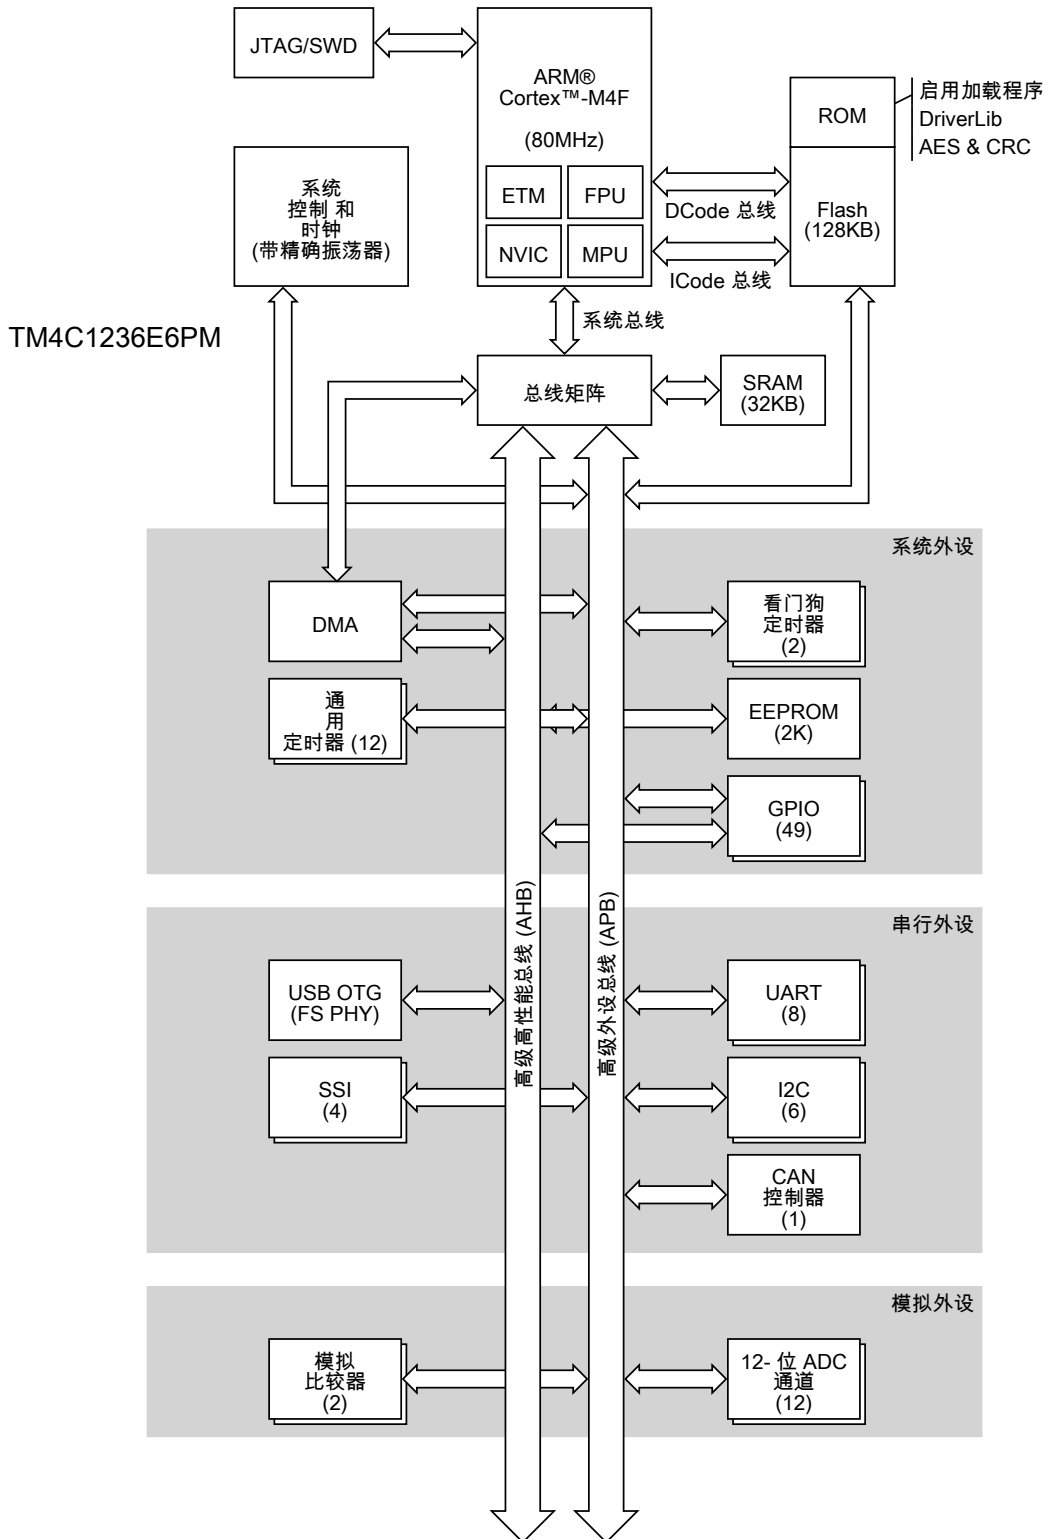 JTAG/SWD
ARM®
Cortex™-M4F
(80MHz)
ETM
FPU
NVIC
MPU
ROM
启用加载程序
DriverLib
AES & CRC
Flash
(128KB)
DCode 总线
ICode 总线
系统
控制 和
时钟
(带精确振荡器)
系统总线
TM4C1236E6PM
总线矩阵
SRAM
(32KB)
系统外设
DMA
看门狗
定时器
(2)
通
用
定时器 (12)
EEPROM
(2K)
GPIO
(49)
高级高性能总线 (AHB)
高级外设总线 (APB)
串行外设
USB OTG
(FS PHY)
UART
(8)
SSI
(4)
I2C
(6)
CAN
控制器
(1)
模拟外设
模拟
比较器
(2)
12- 位 ADC
通道
(12)